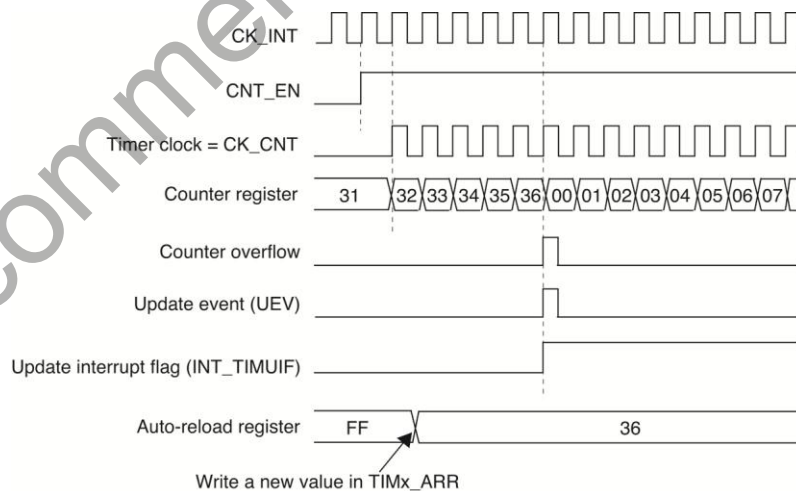 CK_INT
CNT_EN
Timer clock = CK_CNT
Counter register 31 32 33 34 35 36 00 01 02 03 04 05 06 07
Counter overflow
Update event (UEV)
Update interrupt flag (INT_TIMUIF)
Auto-reload register FF 36
Write a new value in TIMx_ARR